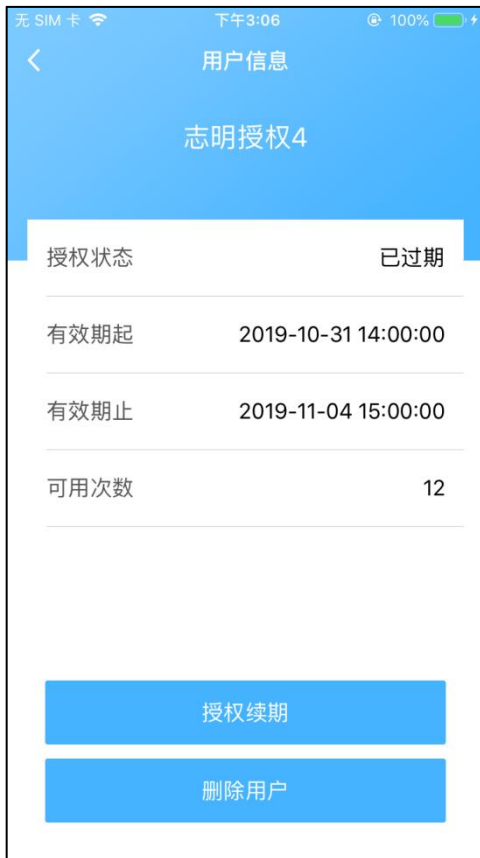 无 SIM 卡 下午3:06 100%
用户信息
志明授权4
授权状态 已过期
有效期起 2019-10-31 14:00:00
有效期止 2019-11-04 15:00:00
可用次数 12
授权续期
删除用户